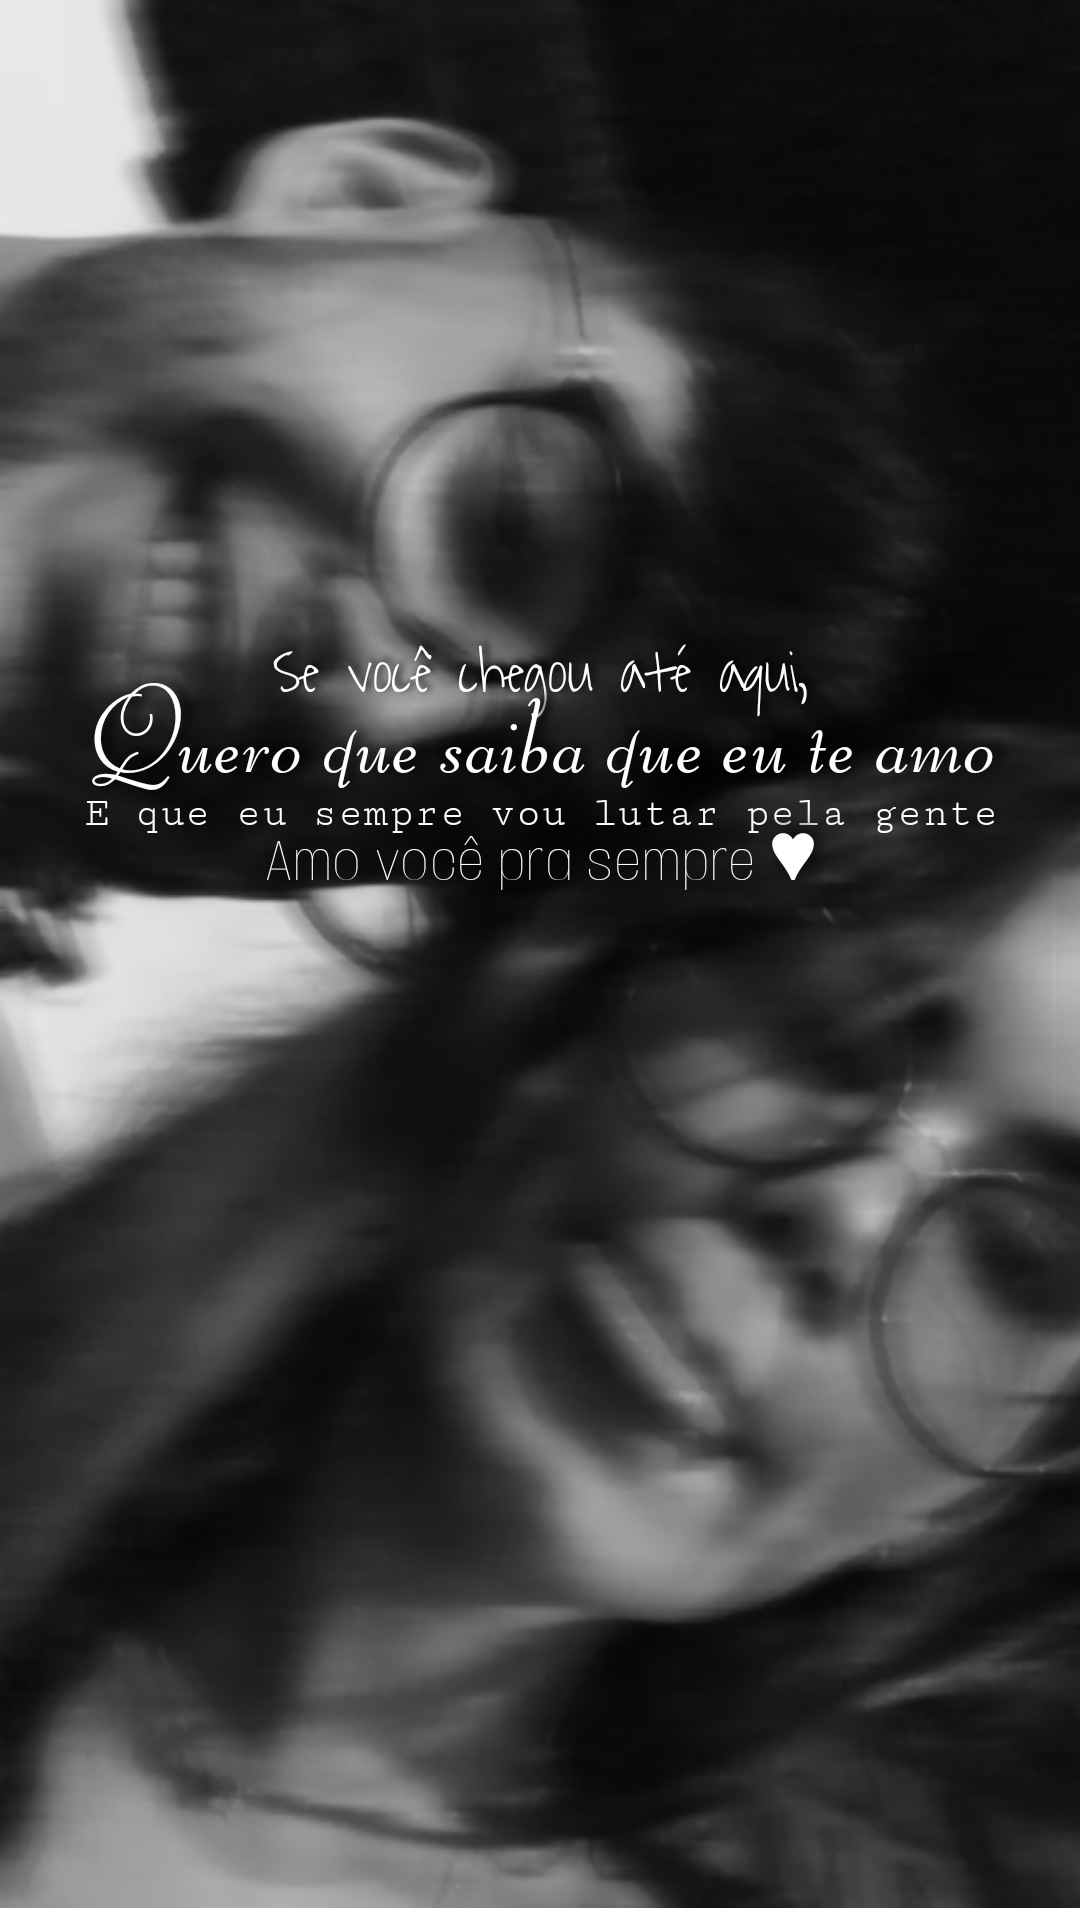 Se você chegou até aqui,
Quero que saiba que eu te amo
E que eu sempre vou lutar pela gente
Amo você pra sempre ♥